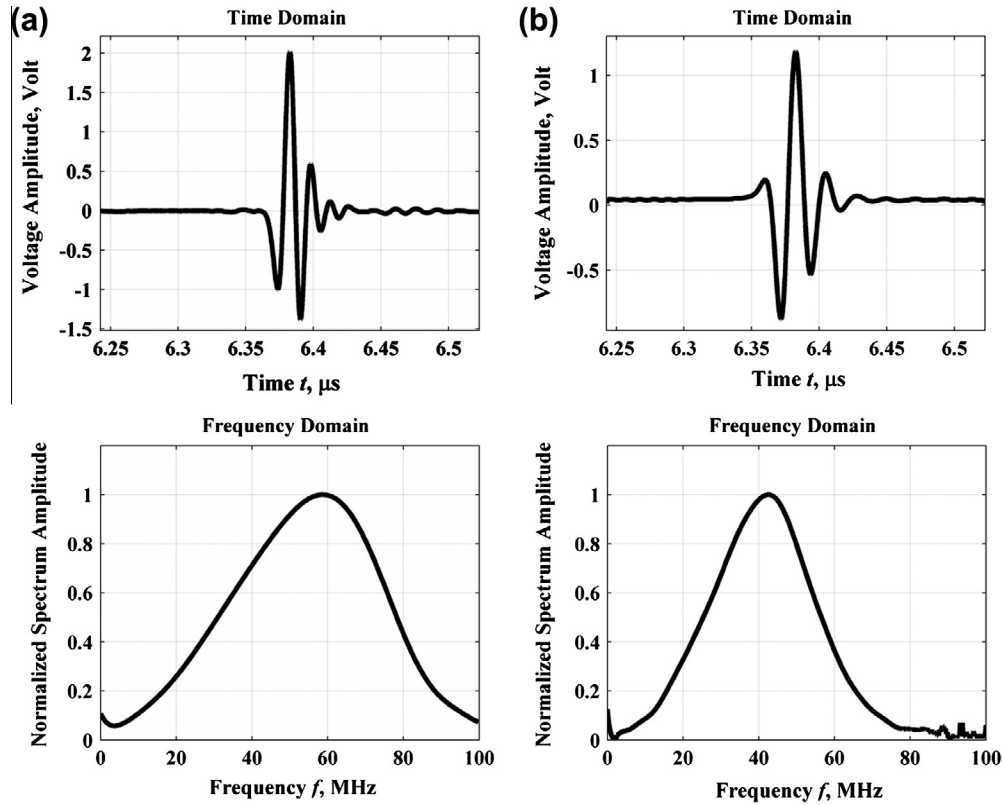 (a)
Time Domain
Voltage Amplitude, Volt
2
1.5
1
0.5
0
-0.5
-1
-1.5
6.25 6.3 6.35 6.4 6.45 6.5
Time t, μs
(b)
Time Domain
Voltage Amplitude, Volt
1
0.5
0
-0.5
6.25 6.3 6.35 6.4 6.45 6.5
Time t, μs
Frequency Domain
Normalized Spectrum Amplitude
1
0.8
0.6
0.4
0.2
0
0 20 40 60 80 100
Frequency f, MHz
Frequency Domain
Normalized Spectrum Amplitude
1
0.8
0.6
0.4
0.2
0
0 20 40 60 80 100
Frequency f, MHz